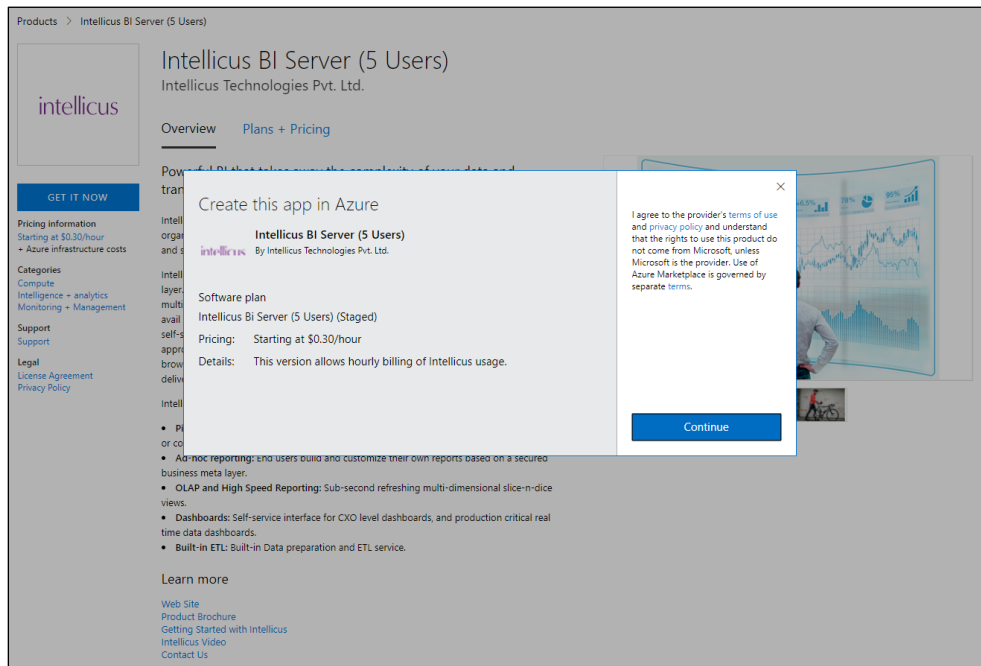 Products > Intellicus BI Server (5 Users)
intellicus
Intellicus BI Server (5 Users)
Intellicus Technologies Pvt. Ltd.
Overview Plans + Pricing
GET IT NOW
Pricing information
Starting at $0.30/hour
+ Azure infrastructure costs
Categories
Compute
Intelligence + analytics
Monitoring + Management
Support
Support
Legal
License Agreement
Privacy Policy
Create this app in Azure
intellicus
Intellicus BI Server (5 Users)
By Intellicus Technologies Pvt. Ltd.
Software plan
Intellicus Bi Server (5 Users) (Staged)
Pricing: Starting at $0.30/hour
Details: This version allows hourly billing of Intellicus usage.
I agree to the provider's terms of use
and privacy policy and understand
that the rights to use this product do
not come from Microsoft, unless
Microsoft is the provider. Use of
Azure Marketplace is governed by
separate terms.
Continue
78% 95%
• Ad-hoc reporting: End users build and customize their own reports based on a secured
business meta layer.
• OLAP and High Speed Reporting: Sub-second refreshing multi-dimensional slice-n-dice
views.
• Dashboards: Self-service interface for CXO level dashboards, and production critical real
time data dashboards.
• Built-in ETL: Built-in Data preparation and ETL service.
Learn more
Web Site
Product Brochure
Getting Started with Intellicus
Intellicus Video
Contact Us